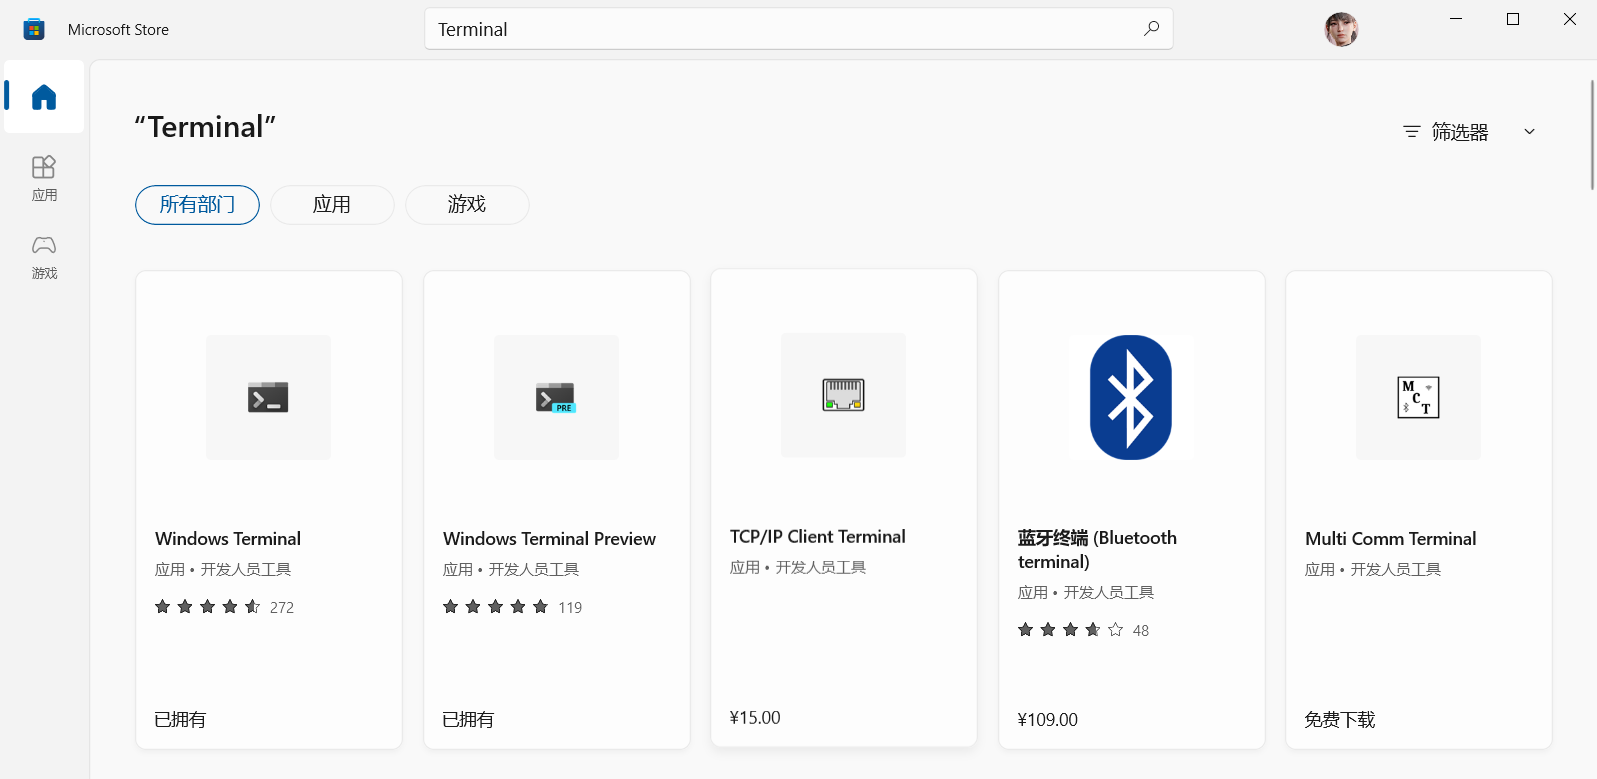 Microsoft Store
Terminal
“Terminal”
筛选器
所有部门
应用
游戏
应用
游戏
PRE
M
C
T
Windows Terminal
应用 • 开发人员工具
272
已拥有
Windows Terminal Preview
应用 • 开发人员工具
119
已拥有
TCP/IP Client Terminal
应用 • 开发人员工具
¥15.00
蓝牙终端 (Bluetooth
terminal)
应用 • 开发人员工具
48
¥109.00
Multi Comm Terminal
应用 • 开发人员工具
免费下载